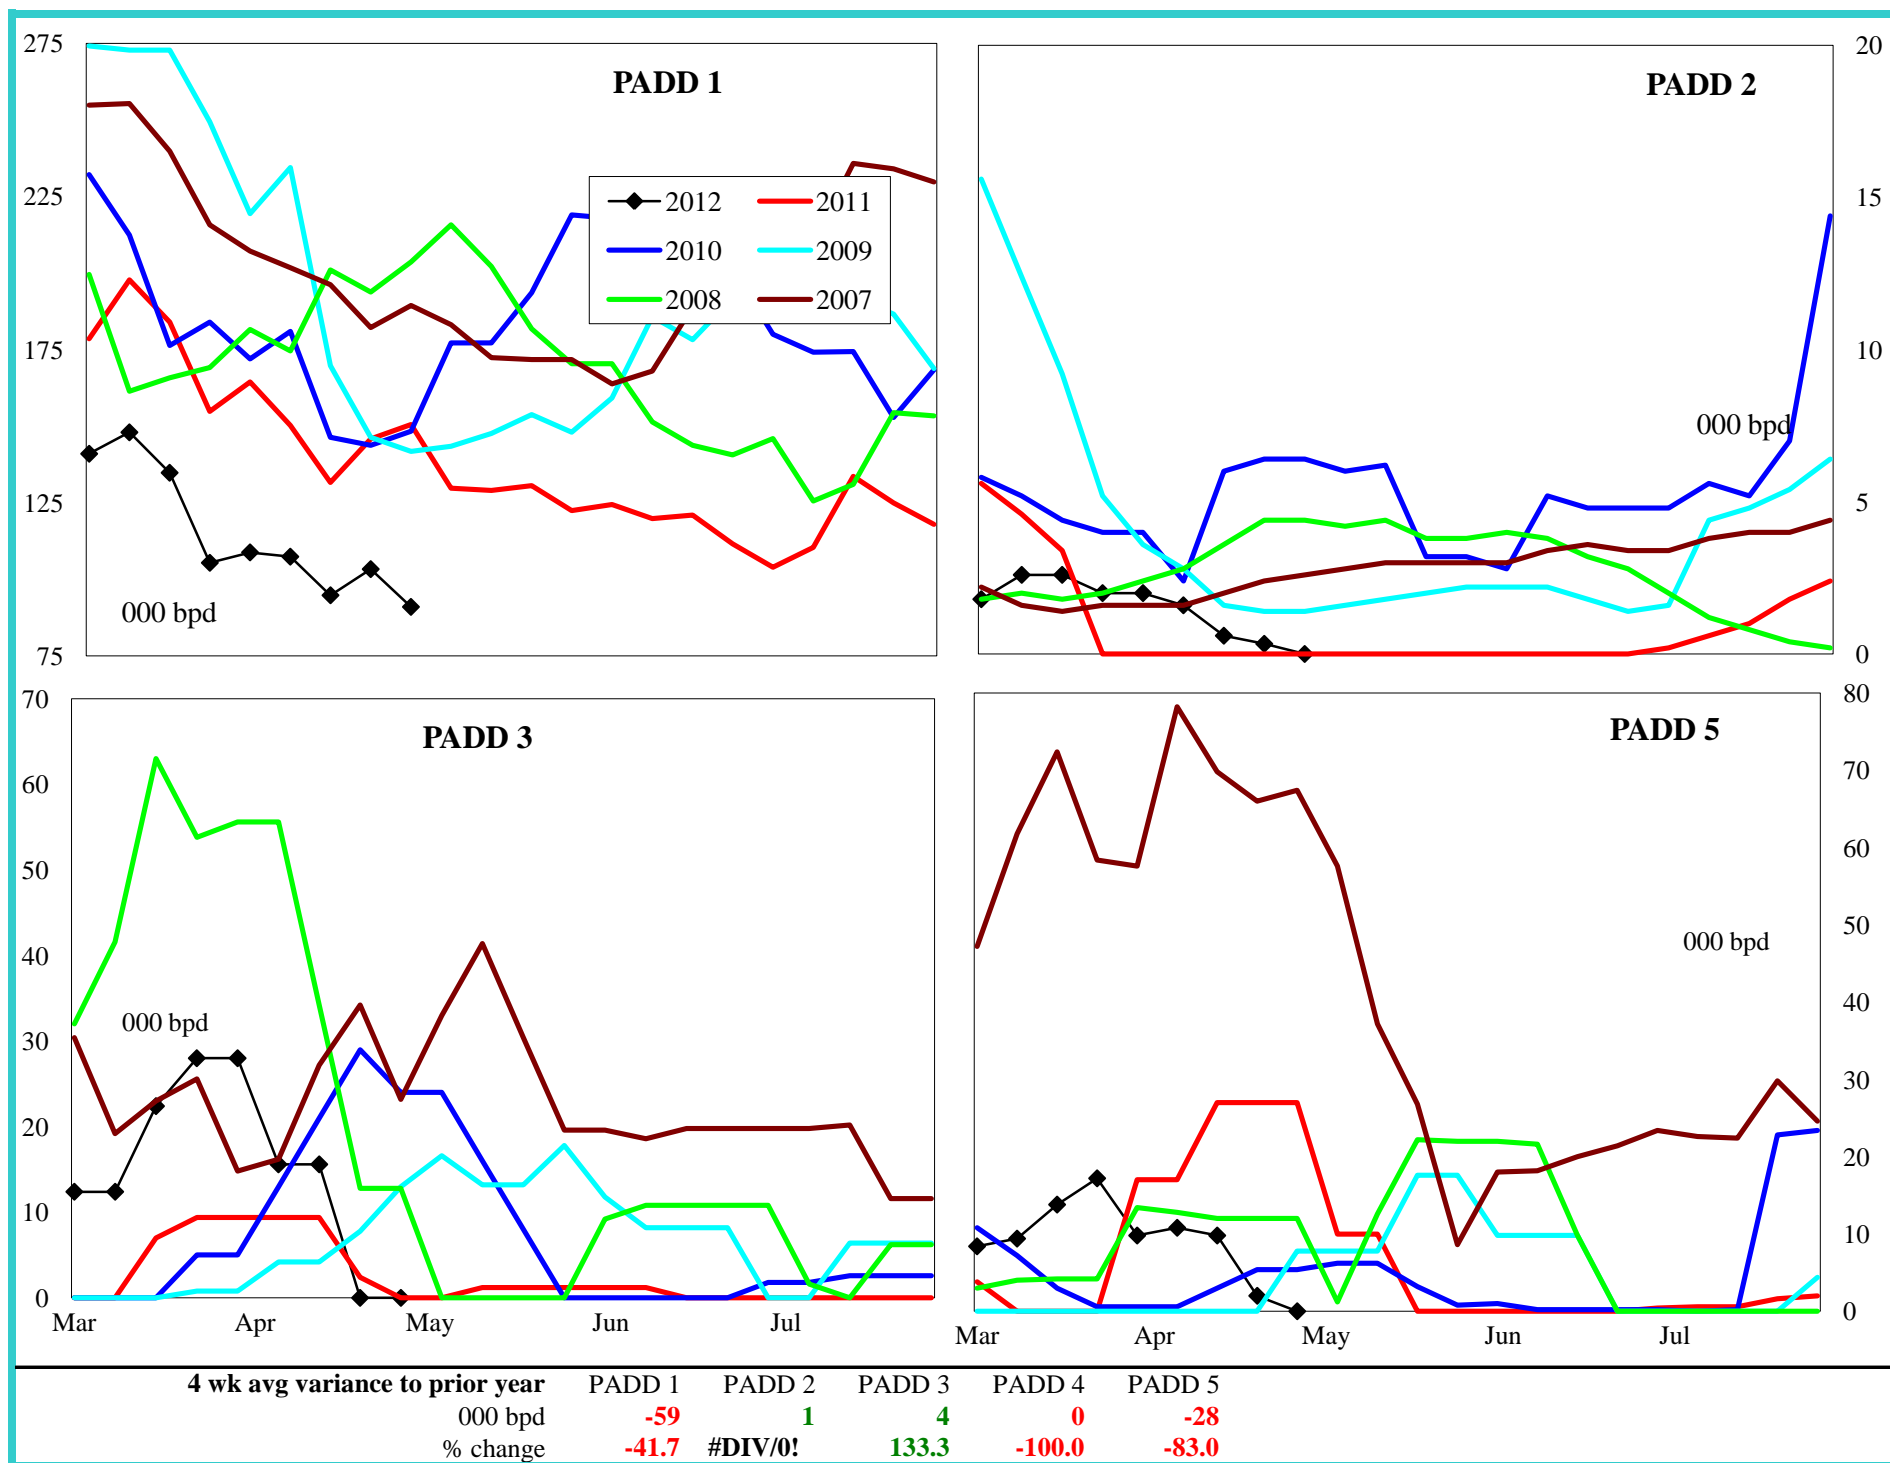 275
225
175
125
75
PADD 1
2012 2011
2010 2009
2008 2007
000 bpd
20
15
10
5
0
PADD 2
000 bpd
70
60
50
40
30
20
10
0
PADD 3
000 bpd
Mar Apr May Jun Jul
80
70
60
50
40
30
20
10
0
PADD 5
000 bpd
Mar Apr May Jun Jul
4 wk avg variance to prior year PADD 1 PADD 2 PADD 3 PADD 4 PADD 5
000 bpd -59 1 4 0 -28
% change -41.7 #DIV/0! 133.3 -100.0 -83.0